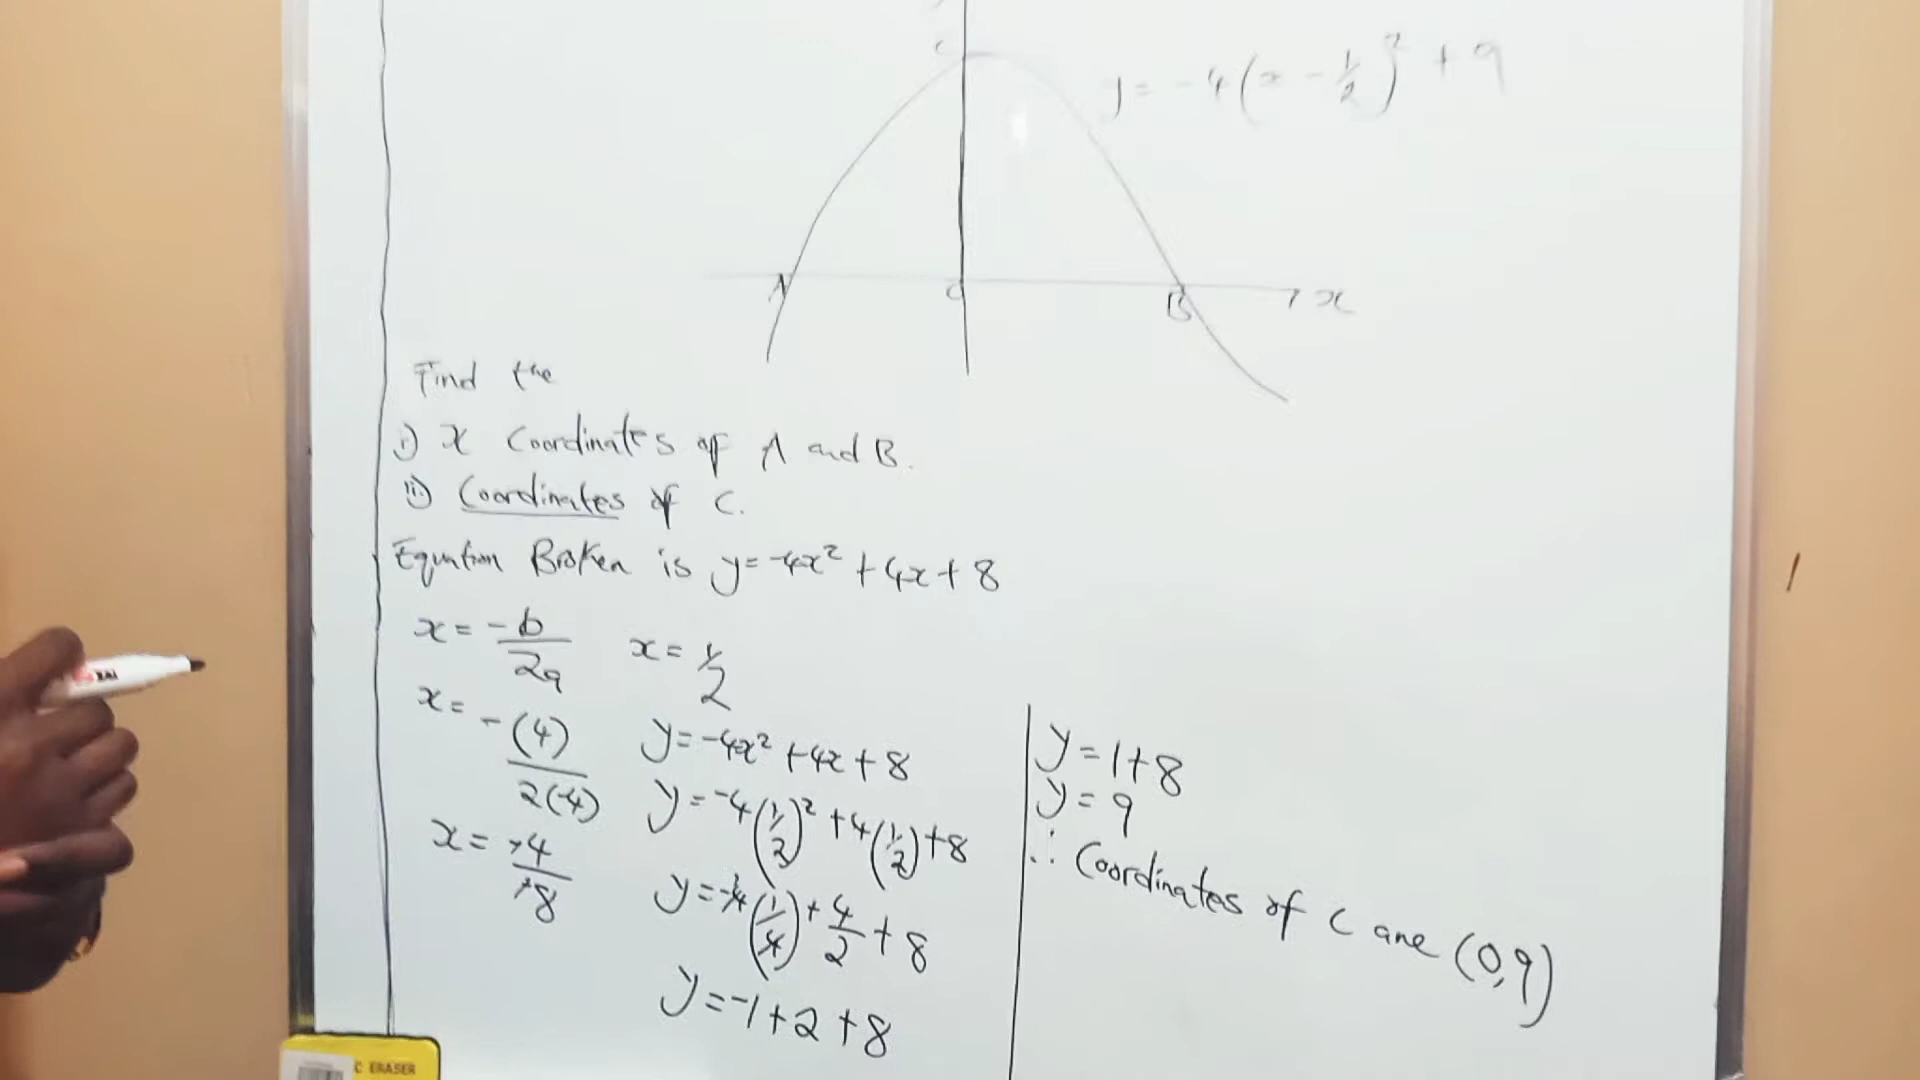 C
y = -4(x - 1/2)² + 9
A
B
x
Find the
i) x Coordinates of A and B.
ii) Coordinates of C.
Equation Broken is y = -4x² + 4x + 8
x = -b/2a
x = -(4)/2(-4)
x = -4/-8
x = 1/2
y = -4x² + 4x + 8
y = -4(1/2)² + 4(1/2) + 8
y = -4(1/4) + 4/2 + 8
y = -1 + 2 + 8
y = 1 + 8
y = 9
∴ Coordinates of C are (0,9)
C ERASER